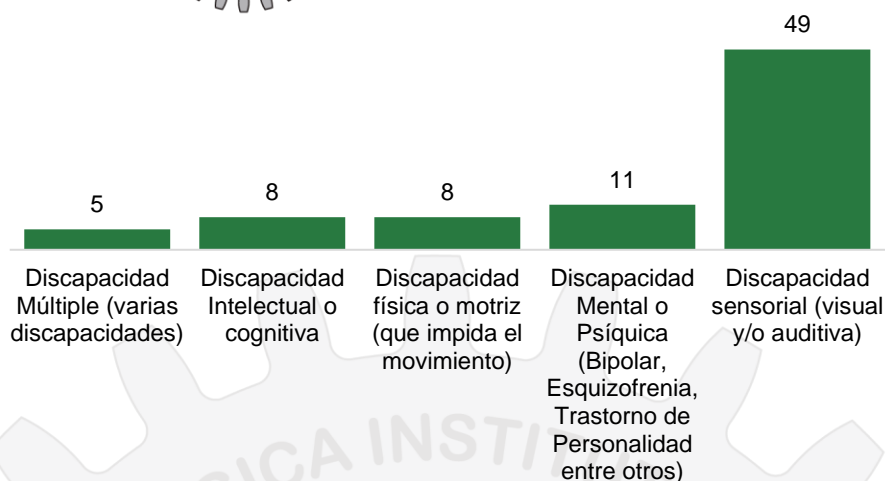 49
11
8
8
5
Discapacidad
Múltiple (varias
discapacidades)
Discapacidad
Intelectual o
cognitiva
Discapacidad
física o motriz
(que impida el
movimiento)
Discapacidad
Mental o
Psíquica
(Bipolar,
Esquizofrenia,
Trastorno de
Personalidad
entre otros)
Discapacidad
sensorial (visual
y/o auditiva)